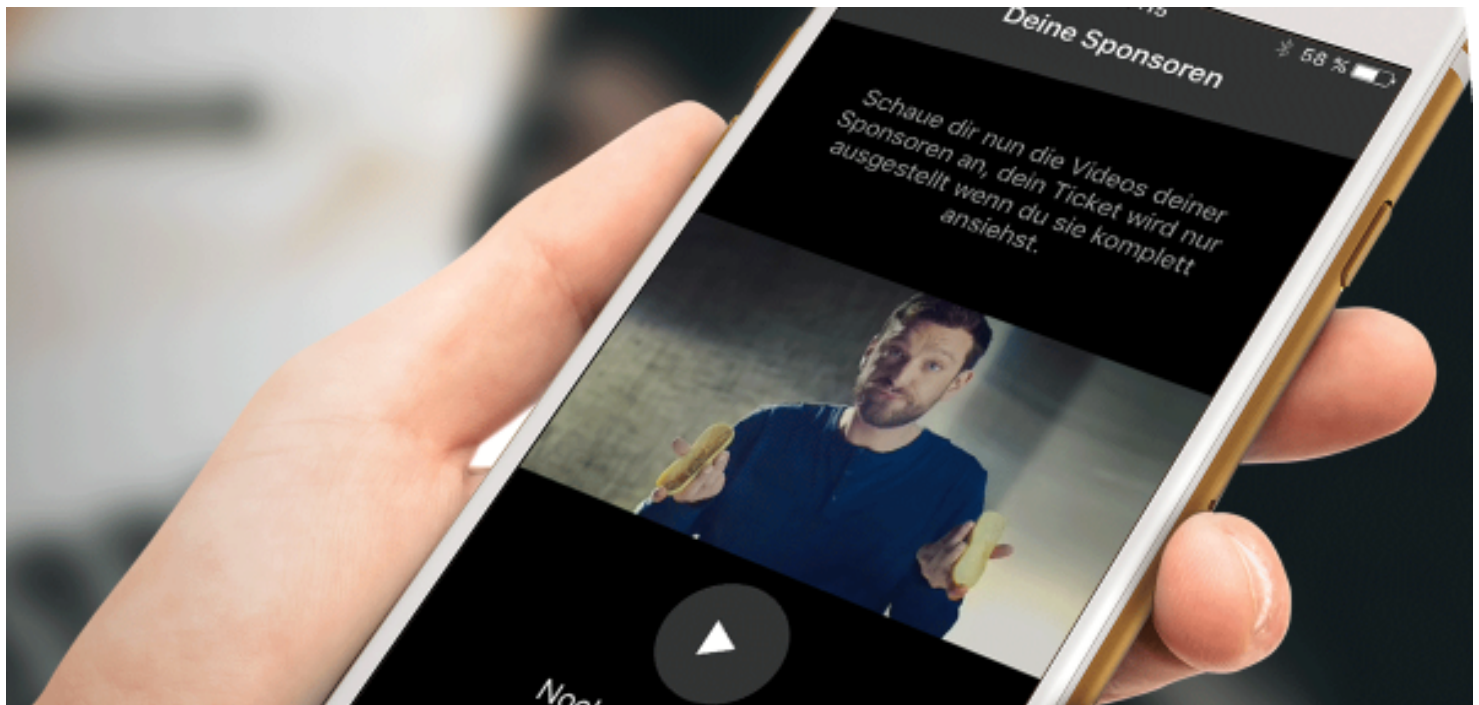 Deine Sponsoren
58 %
Schaue dir nun die Videos deiner
Sponsoren an, dein Ticket wird nur
ausgestellt wenn du sie komplett
ansiehst.